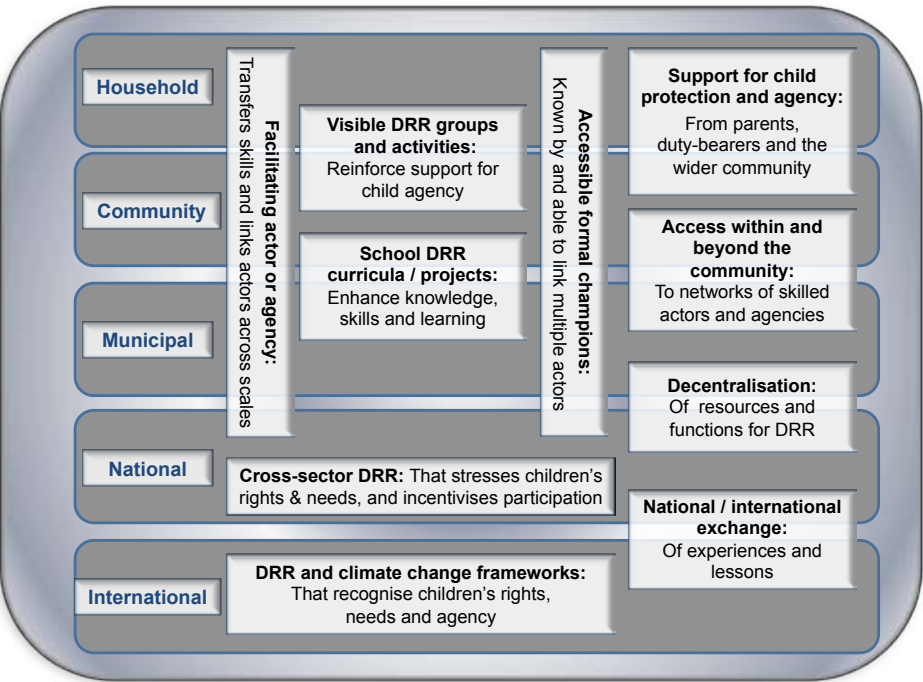 Household
Community
Municipal
National
International
Facilitating actor or agency:
Transfers skills and links actors across scales
Visible DRR groups
and activities:
Reinforce support for
child agency
School DRR
curricula / projects:
Enhance knowledge,
skills and learning
Accessible formal champions:
Known by and able to link multiple actors
Support for child
protection and agency:
From parents,
duty-bearers and the
wider community
Access within and
beyond the
community:
To networks of skilled
actors and agencies
Decentralisation:
Of resources and
functions for DRR
Cross-sector DRR: That stresses children’s
rights & needs, and incentivises participation
National / international
exchange:
Of experiences and
lessons
DRR and climate change frameworks:
That recognise children’s rights,
needs and agency